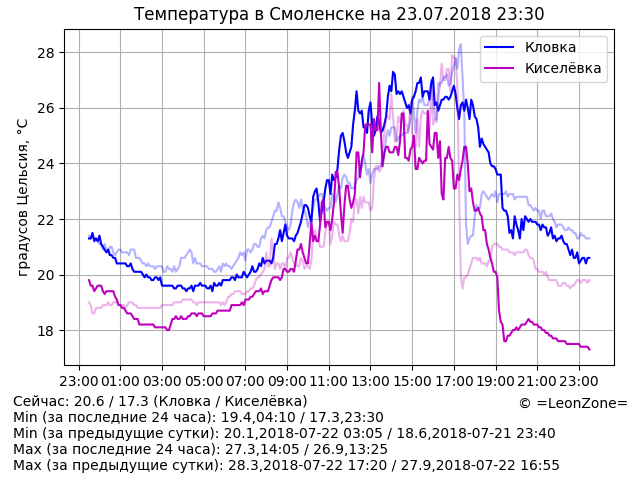 Температура в Смоленске на 23.07.2018 23:30
Кловка
Киселёвка
градусов Цельсия, °C
28
26
24
22
20
18
23:00 01:00 03:00 05:00 07:00 09:00 11:00 13:00 15:00 17:00 19:00 21:00 23:00
Сейчас: 20.6 / 17.3 (Кловка / Киселёвка)
© =LeonZone=
Min (за последние 24 часа): 19.4,04:10 / 17.3,23:30
Min (за предыдущие сутки): 20.1,2018-07-22 03:05 / 18.6,2018-07-21 23:40
Max (за последние 24 часа): 27.3,14:05 / 26.9,13:25
Max (за предыдущие сутки): 28.3,2018-07-22 17:20 / 27.9,2018-07-22 16:55